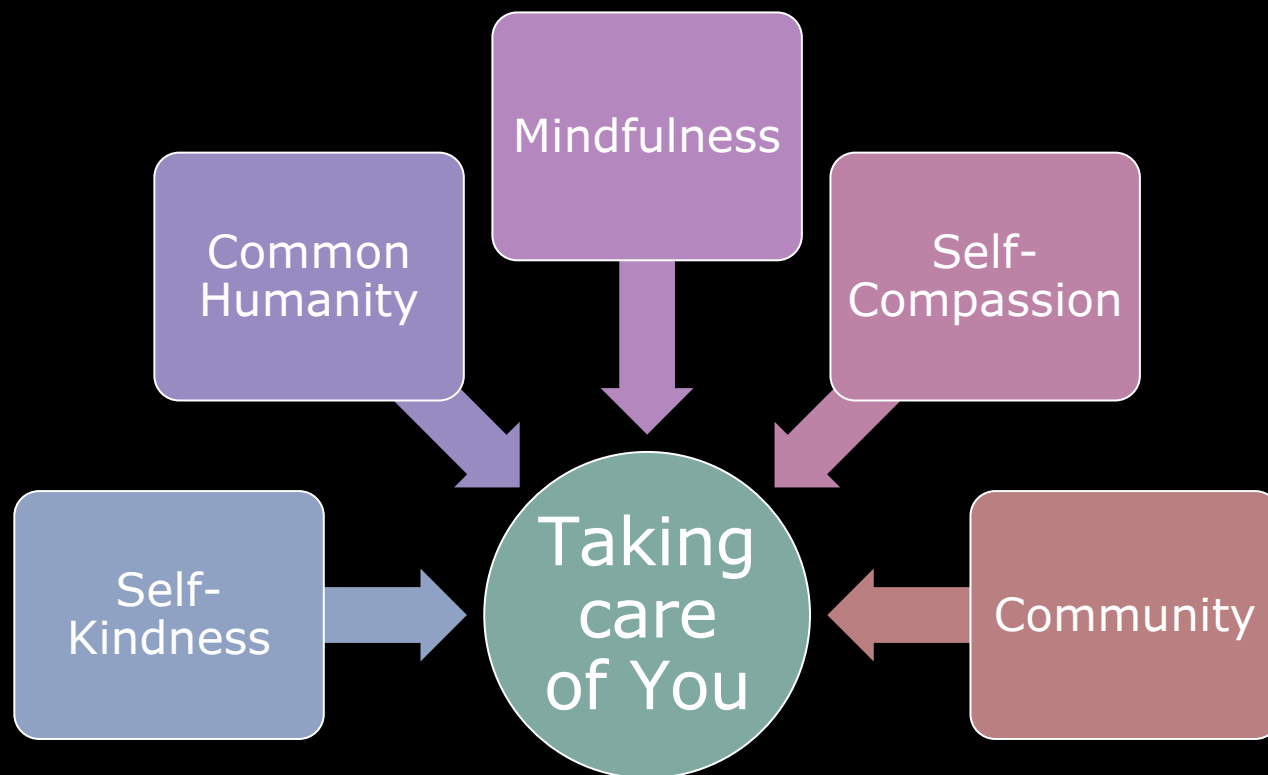 Mindfulness
Common
Humanity
Self-
Compassion
Self-
Kindness
Taking
care
of You
Community